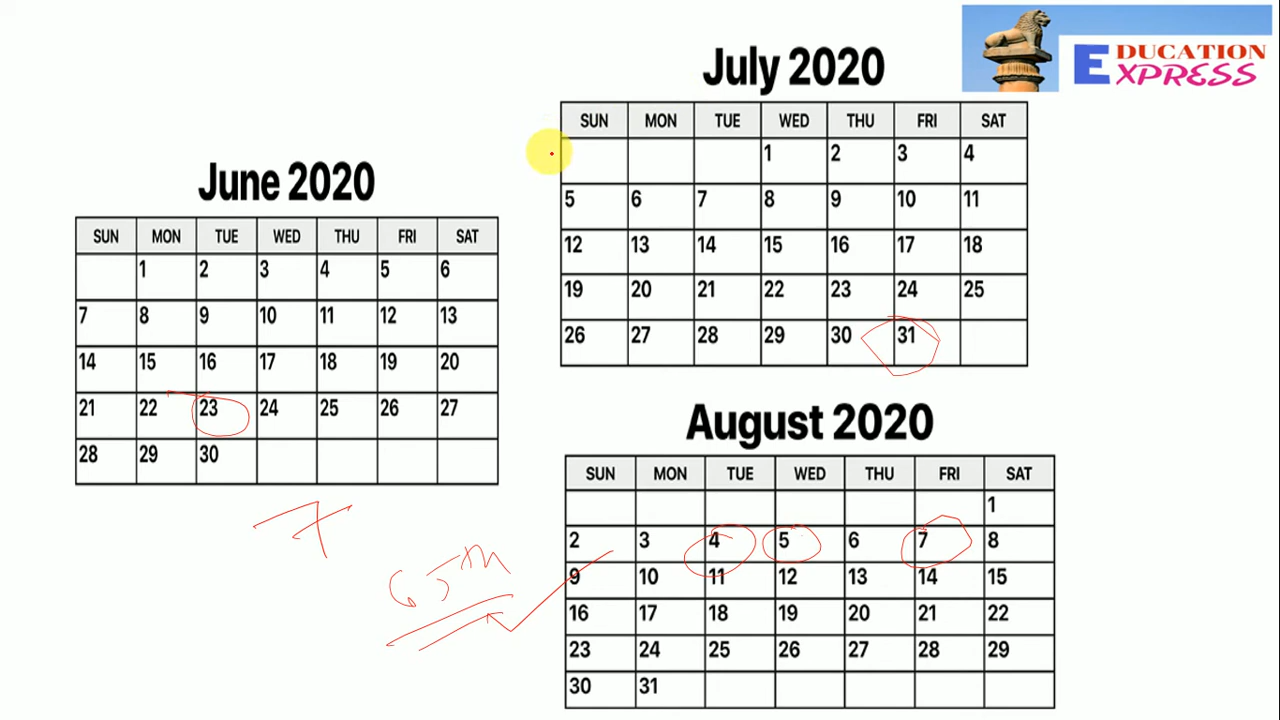 EDUCATION
EXPRESS
June 2020
SUN MON TUE WED THU FRI SAT
1 2 3 4 5 6
7 8 9 10 11 12 13
14 15 16 17 18 19 20
21 22 23 24 25 26 27
28 29 30
7
65th
July 2020
SUN MON TUE WED THU FRI SAT
1 2 3 4
5 6 7 8 9 10 11
12 13 14 15 16 17 18
19 20 21 22 23 24 25
26 27 28 29 30 31
August 2020
SUN MON TUE WED THU FRI SAT
1
2 3 4 5 6 7 8
9 10 11 12 13 14 15
16 17 18 19 20 21 22
23 24 25 26 27 28 29
30 31